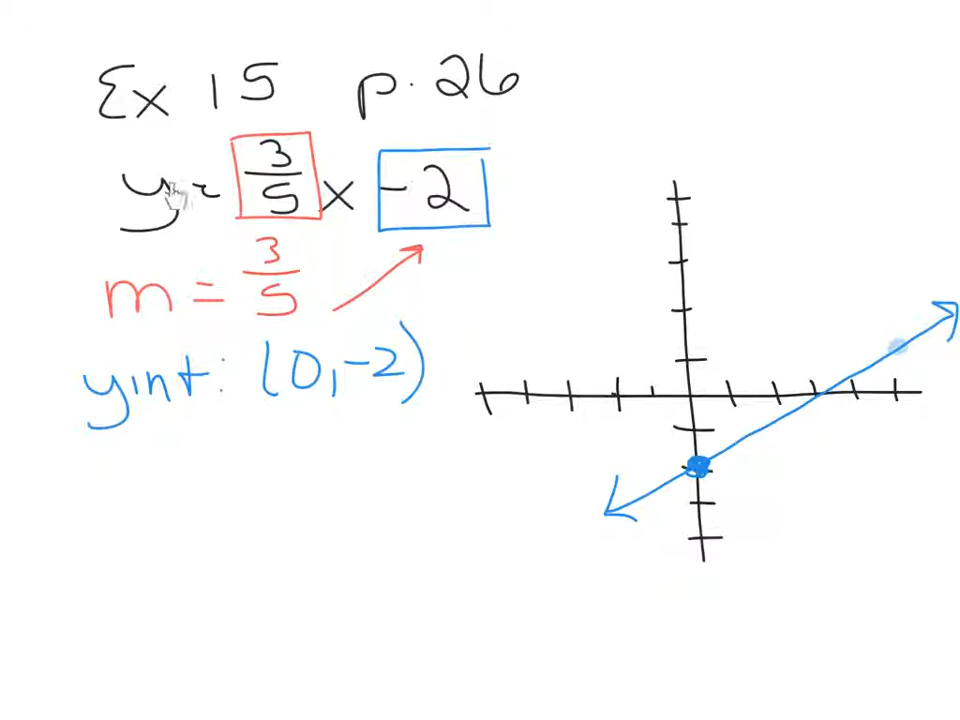 Ex 15 p. 26
y = 3/5 x - 2
m = 3/5
yint: (0, -2)